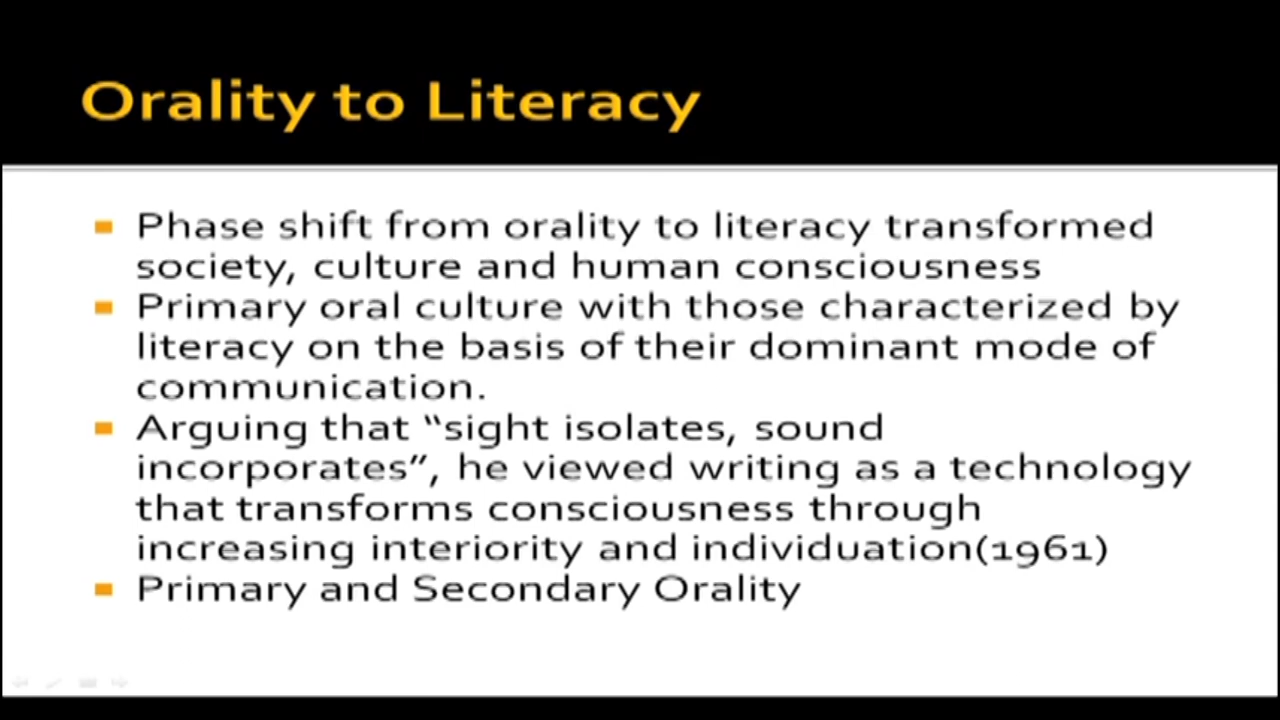 Orality to Literacy
Phase shift from orality to literacy transformed
society, culture and human consciousness
Primary oral culture with those characterized by
literacy on the basis of their dominant mode of
communication.
Arguing that “sight isolates, sound
incorporates”, he viewed writing as a technology
that transforms consciousness through
increasing interiority and individuation(1961)
Primary and Secondary Orality